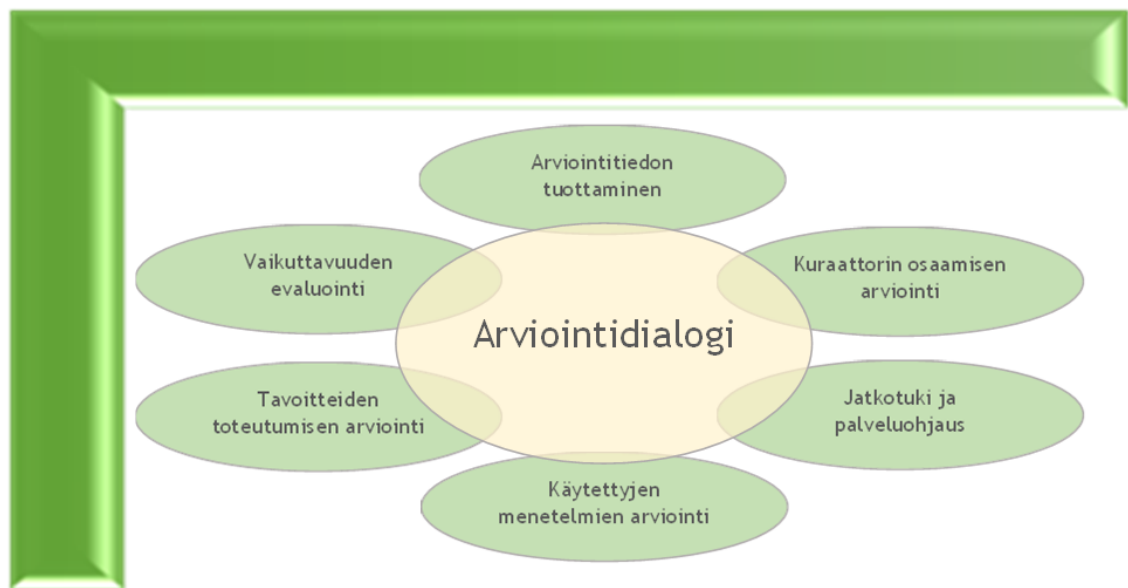 Arviointitiedon
tuottaminen
Vaikuttavuuden
evaluointi
Kuraattorin osaamisen
arviointi
Arviointidialogi
Tavoitteiden
toteutumisen arviointi
Jatkotuki ja
palveluohjaus
Käytettyjen
menetelmien arviointi